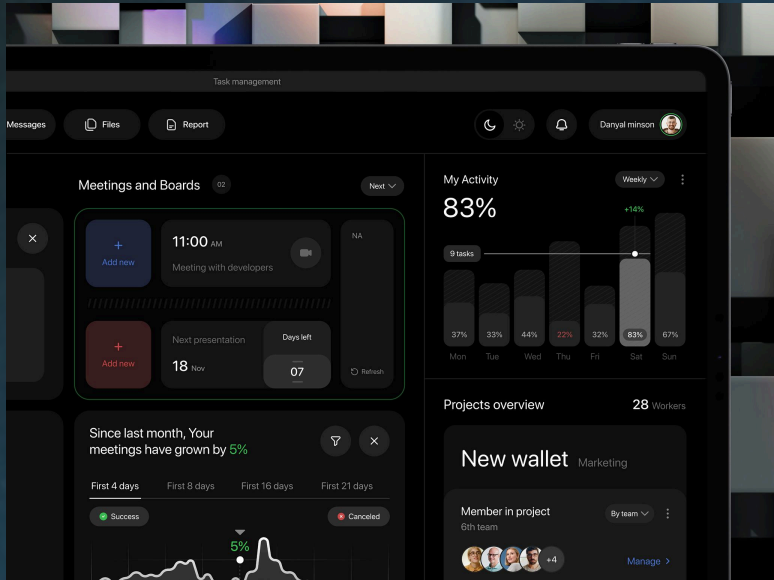 Task management
Messages
Files
Report
Danyal minson
Meetings and Boards 02
Next
+
Add new
11:00 AM
Meeting with developers
NA
+
Add new
Next presentation
18 Nov
Days left
07
Refresh
Since last month, Your
meetings have grown by 5%
First 4 days
First 8 days
First 16 days
First 21 days
Success
Canceled
5%
My Activity
Weekly
83%
+14%
9 tasks
37% 33% 44% 22% 32% 83% 67%
Mon Tue Wed Thu Fri Sat Sun
Projects overview
28 Workers
New wallet Marketing
Member in project
6th team
By team
+4
Manage >